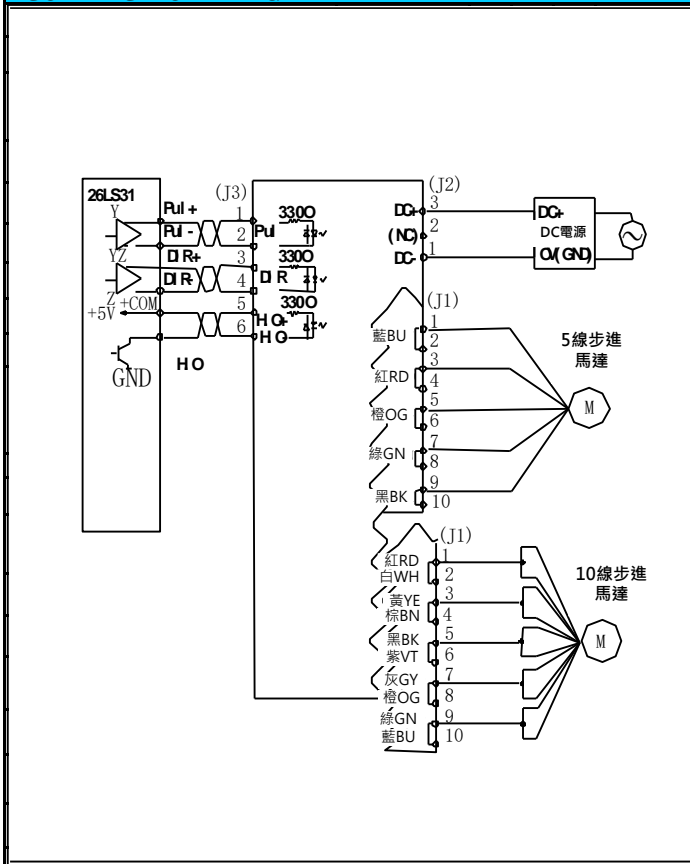 26LS31
Y
YZ
Z
+COM
+5V
GND
Pul+
Pul-
DIR+
DIR-
HO
(J3)
1
2
3
4
5
6
Pul
DIR
HO+
HO-
330O
330O
330O
(J2)
DC+
3
(NC)
2
DC-
1
DC+
DC電源
OV(GND)
(J1)
藍BU
1
2
紅RD
3
4
橙OG
5
6
綠GN
7
8
黑BK
9
10
5線步進
馬達
M
(J1)
紅RD
1
白WH
2
黃YE
3
棕BN
4
黑BK
5
紫VT
6
灰GY
7
橙OG
8
綠GN
9
藍BU
10
10線步進
馬達
M